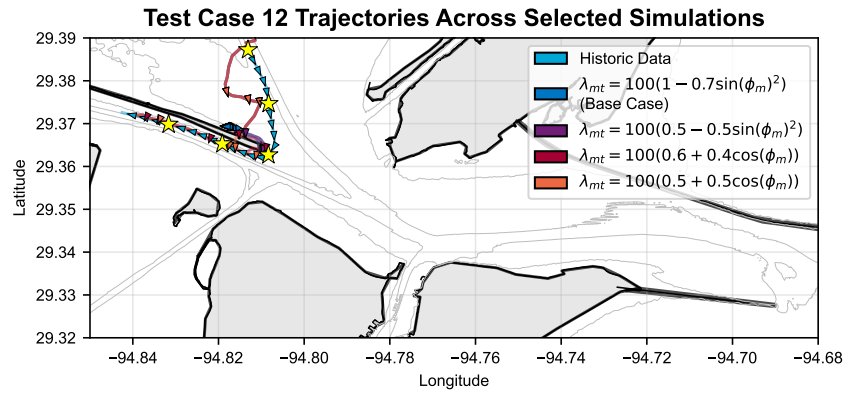 Test Case 12 Trajectories Across Selected Simulations
29.39
29.38
29.37
29.36
29.35
29.34
29.33
29.32
Latitude
Historic Data
λmt = 100(1 − 0.7sin(ϕm)²)
(Base Case)
λmt = 100(0.5 − 0.5sin(ϕm)²)
λmt = 100(0.6 + 0.4cos(ϕm))
λmt = 100(0.5 + 0.5cos(ϕm))
−94.84 −94.82 −94.80 −94.78 −94.76 −94.74 −94.72 −94.70 −94.68
Longitude